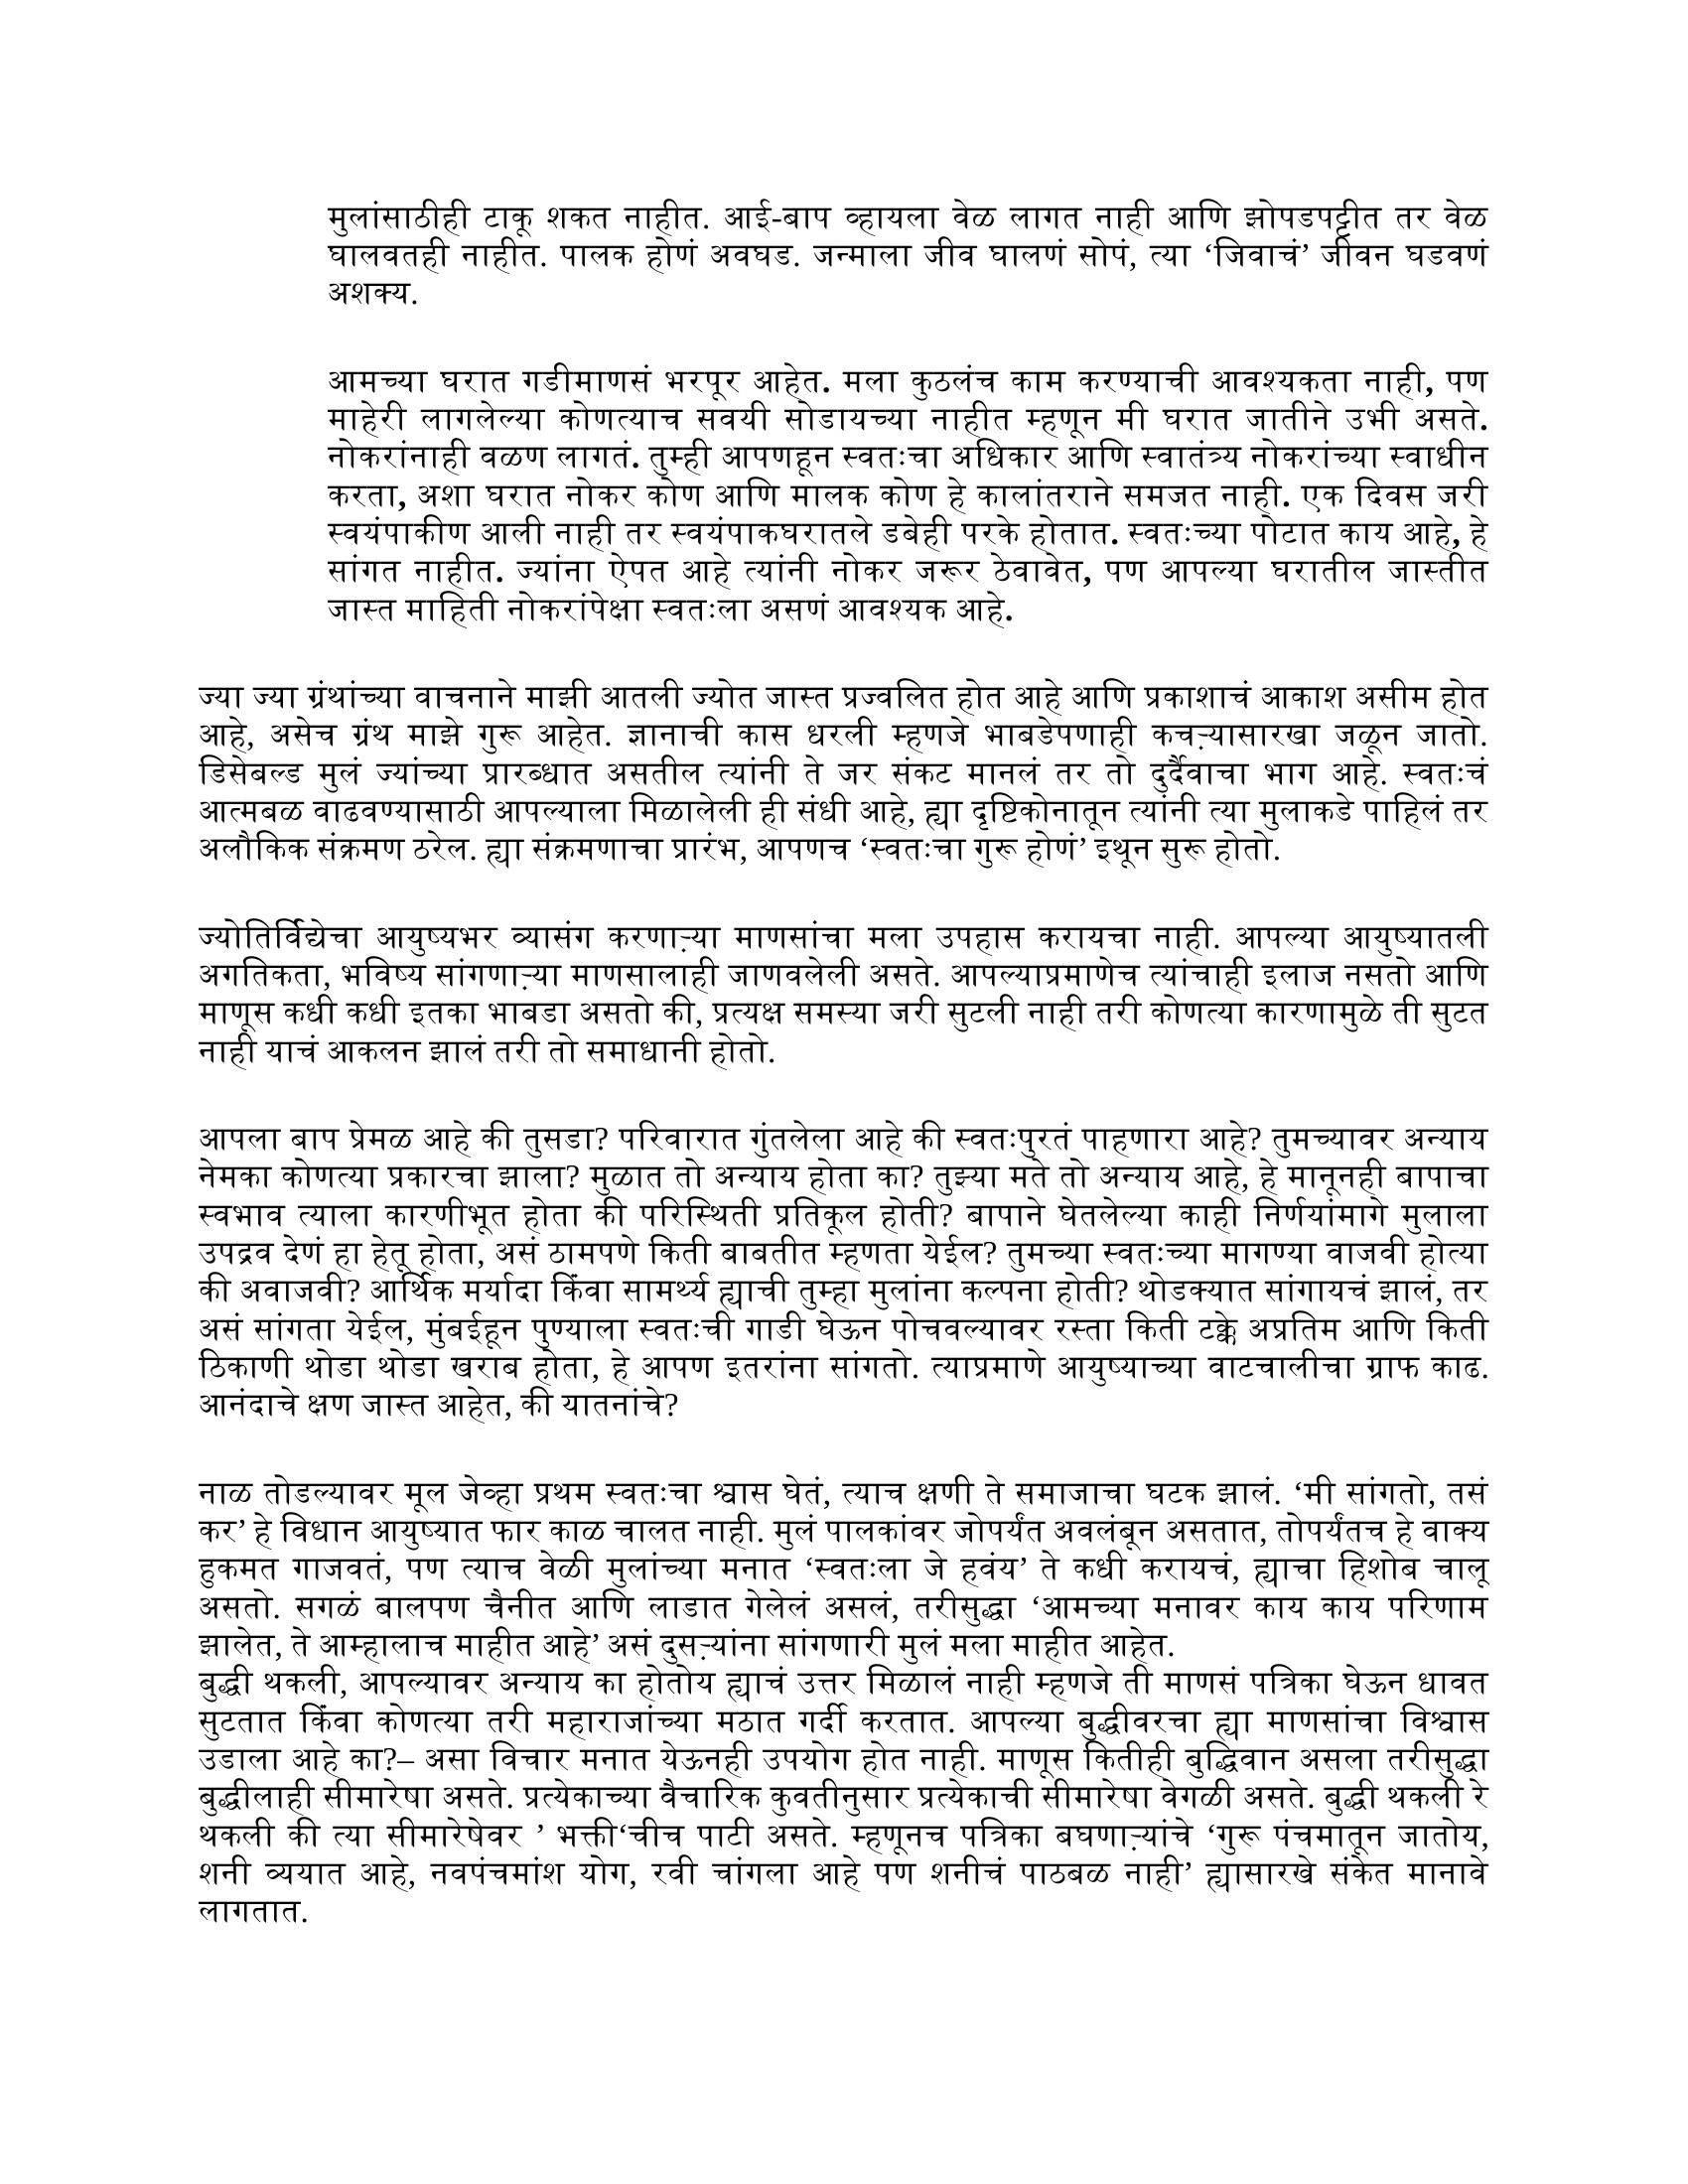 मुलांसाठीही टाकू शकत नाहीत. आई-बाप व्हायला वेळ लागत नाही आणि झोपडपट्टीत तर वेळ
घालवतही नाहीत. पालक होणं अवघड. जन्माला जीव घालणं सोपं, त्या ‘जिवाचं’ जीवन घडवणं
अशक्य.
आमच्या घरात गडीमाणसं भरपूर आहेत. मला कुठलंच काम करण्याची आवश्यकता नाही, पण
माहेरी लागलेल्या कोणत्याच सवयी सोडायच्या नाहीत म्हणून मी घरात जातीने उभी असते.
नोकरांनाही वळण लागतं. तुम्ही आपणहून स्वतःचा अधिकार आणि स्वातंत्र्य नोकरांच्या स्वाधीन
करता, अशा घरात नोकर कोण आणि मालक कोण हे कालांतराने समजत नाही. एक दिवस जरी
स्वयंपाकीण आली नाही तर स्वयंपाकघरातले डबेही परके होतात. स्वतःच्या पोटात काय आहे, हे
सांगत नाहीत. ज्यांना ऐपत आहे त्यांनी नोकर जरूर ठेवावेत, पण आपल्या घरातील जास्तीत
जास्त माहिती नोकरांपेक्षा स्वतःला असणं आवश्यक आहे.
ज्या ज्या ग्रंथांच्या वाचनाने माझी आतली ज्योत जास्त प्रज्वलित होत आहे आणि प्रकाशाचं आकाश असीम होत
आहे, असेच ग्रंथ माझे गुरू आहेत. ज्ञानाची कास धरली म्हणजे भाबडेपणाही कचऱ्यासारखा जळून जातो.
डिसेबल्ड मुलं ज्यांच्या प्रारब्धात असतील त्यांनी ते जर संकट मानलं तर तो दुर्दैवाचा भाग आहे. स्वतःचं
आत्मबळ वाढवण्यासाठी आपल्याला मिळालेली ही संधी आहे, ह्या दृष्टिकोनातून त्यांनी त्या मुलाकडे पाहिलं तर
अलौकिक संक्रमण ठरेल. ह्या संक्रमणाचा प्रारंभ, आपणच ‘स्वतःचा गुरू होणं’ इथून सुरू होतो.
ज्योतिर्विद्येचा आयुष्यभर व्यासंग करणाऱ्या माणसांचा मला उपहास करायचा नाही. आपल्या आयुष्यातली
अगतिकता, भविष्य सांगणाऱ्या माणसालाही जाणवलेली असते. आपल्याप्रमाणेच त्यांचाही इलाज नसतो आणि
माणूस कधी कधी इतका भाबडा असतो की, प्रत्यक्ष समस्या जरी सुटली नाही तरी कोणत्या कारणामुळे ती सुटत
नाही याचं आकलन झालं तरी तो समाधानी होतो.
आपला बाप प्रेमळ आहे की तुसडा? परिवारात गुंतलेला आहे की स्वतःपुरतं पाहणारा आहे? तुमच्यावर अन्याय
नेमका कोणत्या प्रकारचा झाला? मुळात तो अन्याय होता का? तुझ्या मते तो अन्याय आहे, हे मानूनही बापाचा
स्वभाव त्याला कारणीभूत होता की परिस्थिती प्रतिकूल होती? बापाने घेतलेल्या काही निर्णयांमागे मुलाला
उपद्रव देणं हा हेतू होता, असं ठामपणे किती बाबतीत म्हणता येईल? तुमच्या स्वतःच्या मागण्या वाजवी होत्या
की अवाजवी? आर्थिक मर्यादा किंवा सामर्थ्य ह्याची तुम्हा मुलांना कल्पना होती? थोडक्यात सांगायचं झालं, तर
असं सांगता येईल, मुंबईहून पुण्याला स्वतःची गाडी घेऊन पोचवल्यावर रस्ता किती टक्के अप्रतिम आणि किती
ठिकाणी थोडा थोडा खराब होता, हे आपण इतरांना सांगतो. त्याप्रमाणे आयुष्याच्या वाटचालीचा ग्राफ काढ.
आनंदाचे क्षण जास्त आहेत, की यातनांचे?
नाळ तोडल्यावर मूल जेव्हा प्रथम स्वतःचा श्वास घेतं, त्याच क्षणी ते समाजाचा घटक झालं. ‘मी सांगतो, तसं
कर’ हे विधान आयुष्यात फार काळ चालत नाही. मुलं पालकांवर जोपर्यंत अवलंबून असतात, तोपर्यंतच हे वाक्य
हुकमत गाजवतं, पण त्याच वेळी मुलांच्या मनात ‘स्वतःला जे हवंय’ ते कधी करायचं, ह्याचा हिशोब चालू
असतो. सगळं बालपण चैनीत आणि लाडात गेलेलं असलं, तरीसुद्धा ‘आमच्या मनावर काय काय परिणाम
झालेत, ते आम्हालाच माहीत आहे’ असं दुसऱ्यांना सांगणारी मुलं मला माहीत आहेत.
बुद्धी थकली, आपल्यावर अन्याय का होतोय ह्याचं उत्तर मिळालं नाही म्हणजे ती माणसं पत्रिका घेऊन धावत
सुटतात किंवा कोणत्या तरी महाराजांच्या मठात गर्दी करतात. आपल्या बुद्धीवरचा ह्या माणसांचा विश्वास
उडाला आहे का?– असा विचार मनात येऊनही उपयोग होत नाही. माणूस कितीही बुद्धिवान असला तरीसुद्धा
बुद्धीलाही सीमारेषा असते. प्रत्येकाच्या वैचारिक कुवतीनुसार प्रत्येकाची सीमारेषा वेगळी असते. बुद्धी थकली रे
थकली की त्या सीमारेषेवर ’ भक्ती‘चीच पाटी असते. म्हणूनच पत्रिका बघणाऱ्यांचे ‘गुरू पंचमातून जातोय,
शनी व्ययात आहे, नवपंचमांश योग, रवी चांगला आहे पण शनीचं पाठबळ नाही’ ह्यासारखे संकेत मानावे
लागतात.